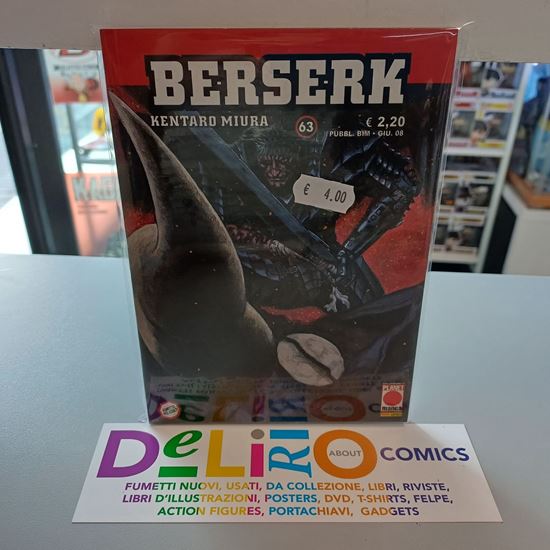 BERSERK
KENTARO MIURA
63
€ 2,20
PUBBL. BIM • GIU. 08
€ 4.00
PLANET
MANGA
DeLiRiO
ABOUT
COMICS
FUMETTI NUOVI, USATI, DA COLLEZIONE, LIBRI, RIVISTE,
LIBRI D'ILLUSTRAZIONI, POSTERS, DVD, T-SHIRTS, FELPE,
ACTION FIGURES, PORTACHIAVI, GADGETS